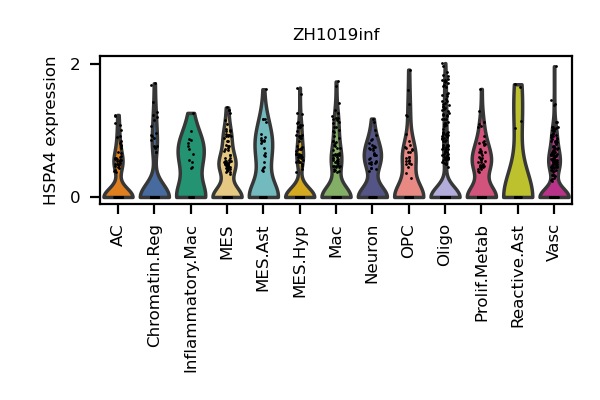 ZH1019inf
HSPA4 expression
2
0
AC
Chromatin.Reg
Inflammatory.Mac
MES
MES.Ast
MES.Hyp
Mac
Neuron
OPC
Oligo
Prolif.Metab
Reactive.Ast
Vasc